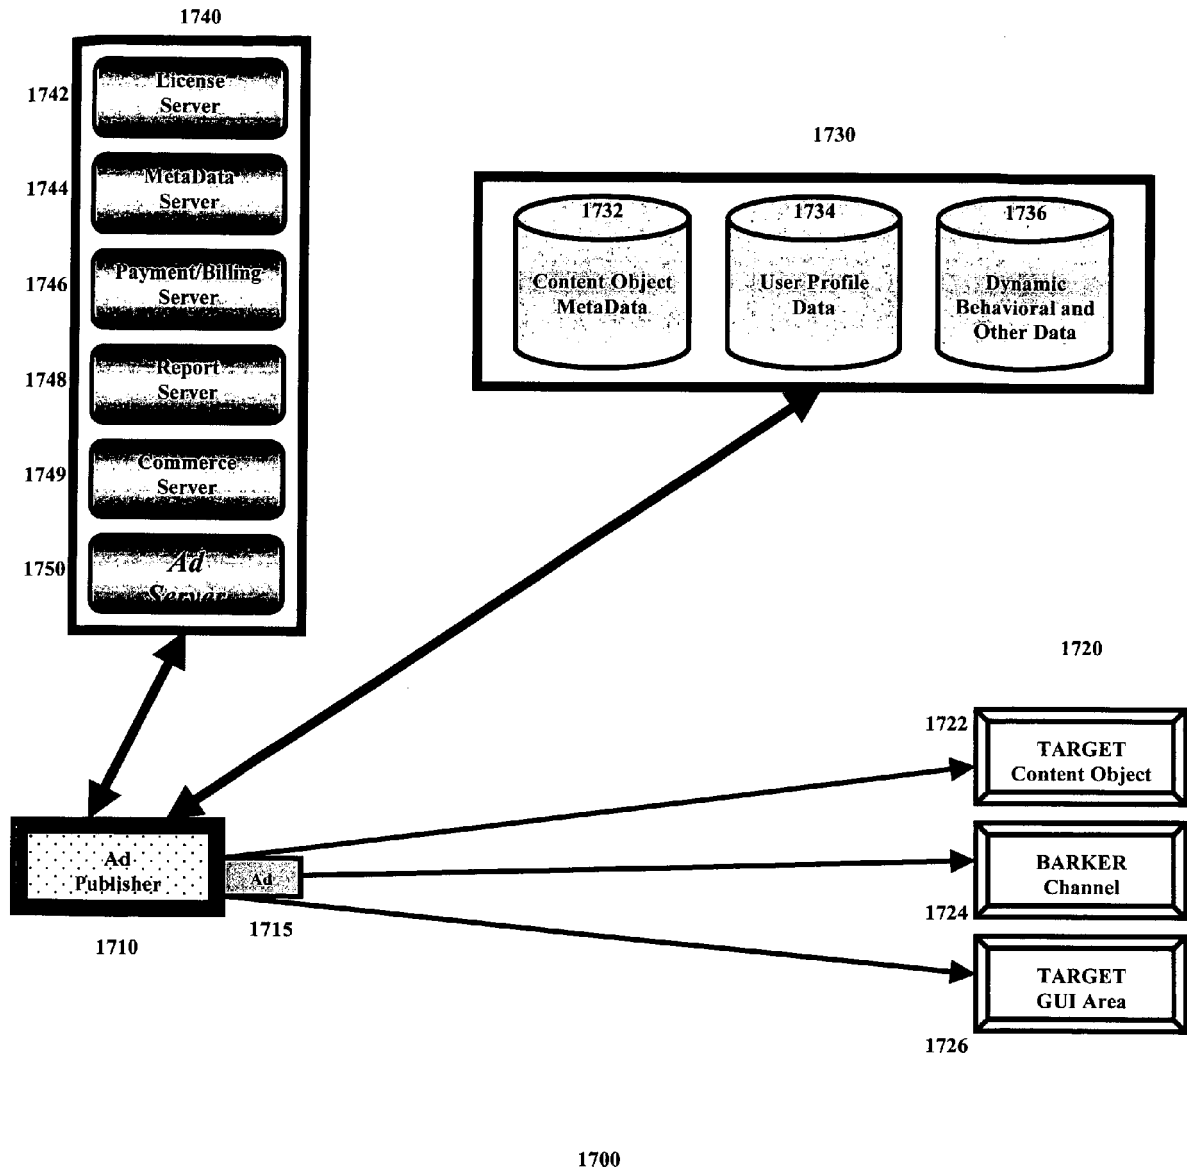 1740
1742
License
Server
1744
MetaData
Server
1746
Payment/Billing
Server
1748
Report
Server
1749
Commerce
Server
1750
Ad
Server
1730
1732
Content Object
MetaData
1734
User Profile
Data
1736
Dynamic
Behavioral and
Other Data
1720
1722
TARGET
Content Object
BARKER
Channel
1724
TARGET
GUI Area
1726
Ad
Publisher
1710
Ad
1715
1700